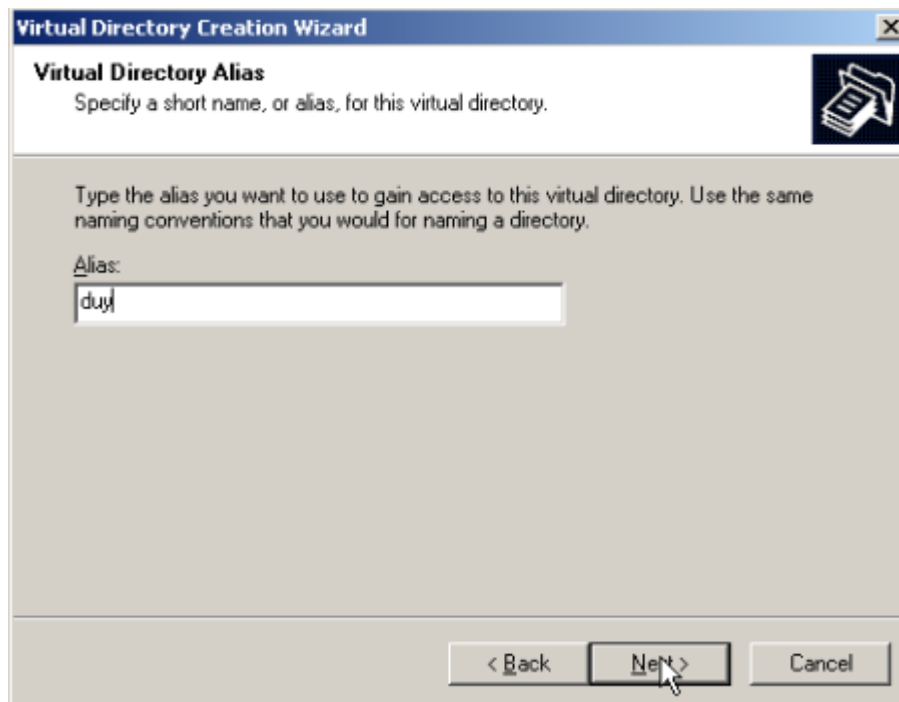 Virtual Directory Creation Wizard
Virtual Directory Alias
Specify a short name, or alias, for this virtual directory.
Type the alias you want to use to gain access to this virtual directory. Use the same
naming conventions that you would for naming a directory.
Alias:
duy
< Back Next > Cancel